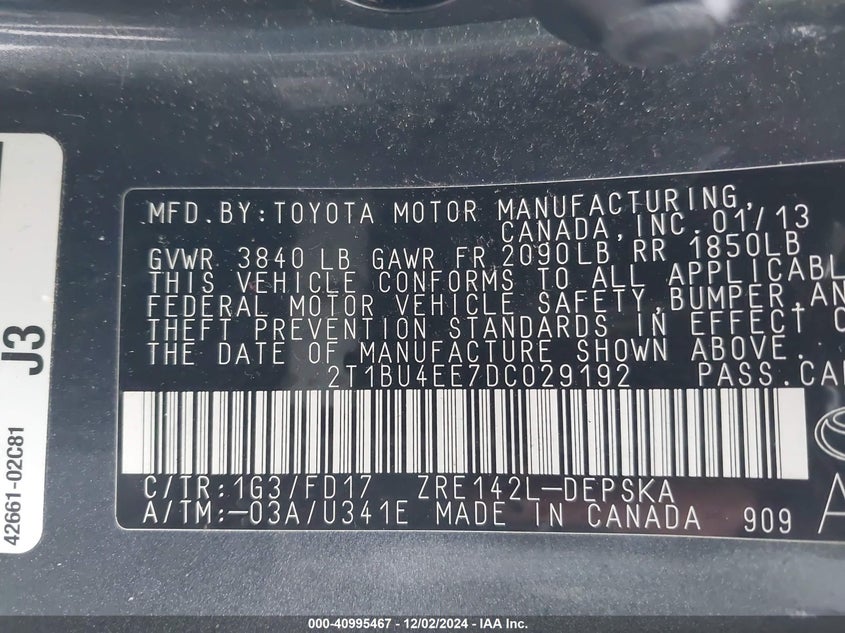 MFD.BY:TOYOTA MOTOR MANUFACTURING,
CANADA,INC. 01/13
GVWR 3840 LB GAWR FR 2090LB RR 1850LB
THIS VEHICLE CONFORMS TO ALL APPLICABL
FEDERAL MOTOR VEHICLE SAFETY,BUMPER,AN
THEFT PREVENTION STANDARDS IN EFFECT O
THE DATE OF MANUFACTURE SHOWN ABOVE.
2T1BU4EE7DC029192 PASS.CAR
C/TR:1G3/FD17 ZRE142L-DEPSKA
A/TM:-03A/U341E MADE IN CANADA 909
J3
42661-02C81
000-40995467 - 12/02/2024 - IAA Inc.